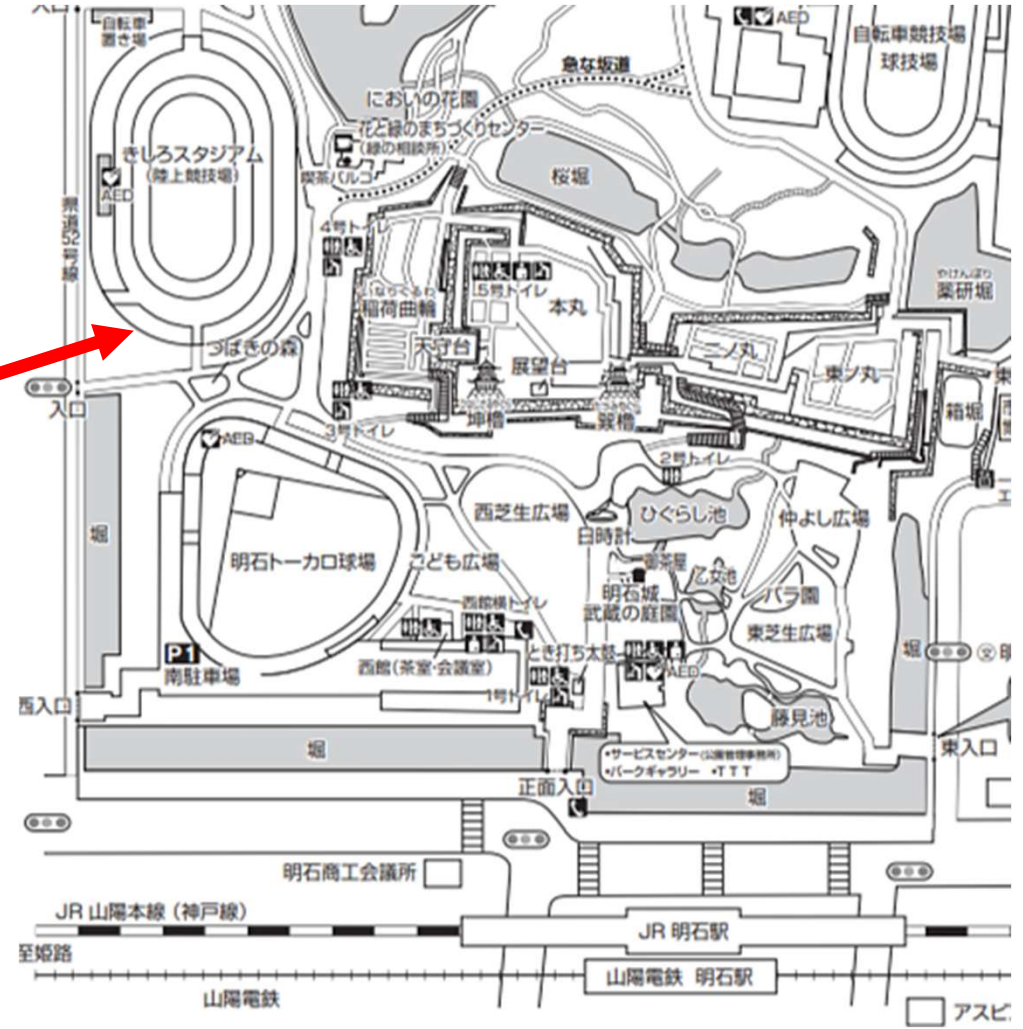 入口
自転車
置き場
AED
自転車競技場
球技場
急な坂道
においの花園
花と緑のまちづくりセンター
(緑の相談所)
喫茶パルコ
きしろスタジアム
(陸上競技場)
AED
桜堀
県道52号線
4号トイレ
5号トイレ
いなりくるわ
稲荷曲輪
本丸
やげんぼり
薬研堀
天守台
展望台
二ノ丸
東ノ丸
つばきの森
入口
坤櫓
巽櫓
箱堀
3号トイレ
AED
2号トイレ
西芝生広場
ひぐらし池
仲よし広場
日時計
堀
明石トーカロ球場
こども広場
御茶屋
乙女池
明石城
武蔵の庭園
バラ園
西館横トイレ
東芝生広場
堀
P1
南駐車場
西館(茶室・会議室)
とき打ち太鼓
AED
1号トイレ
西入口
藤見池
堀
•サービスセンター(公園管理事務所)
•パークギャラリー •TTT
東入口
正面入口
堀
明石商工会議所
JR 山陽本線(神戸線)
JR 明石駅
至姫路
山陽電鉄 明石駅
山陽電鉄
アスピ